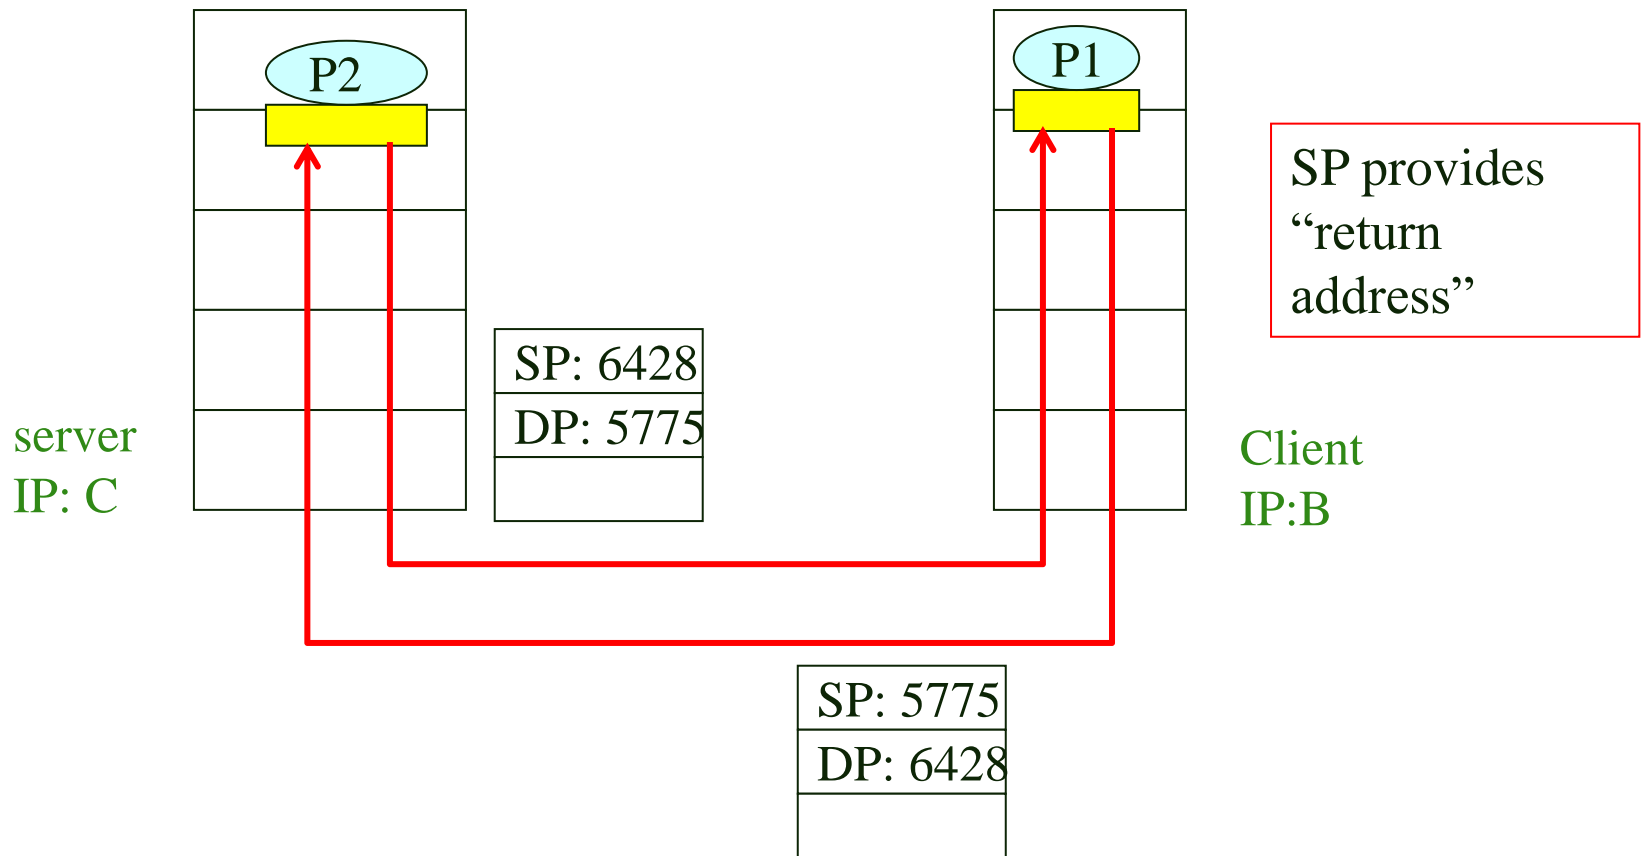 P2
P1
SP provides
“return
address”
SP: 6428
DP: 5775
server
IP: C
Client
IP:B
SP: 5775
DP: 6428